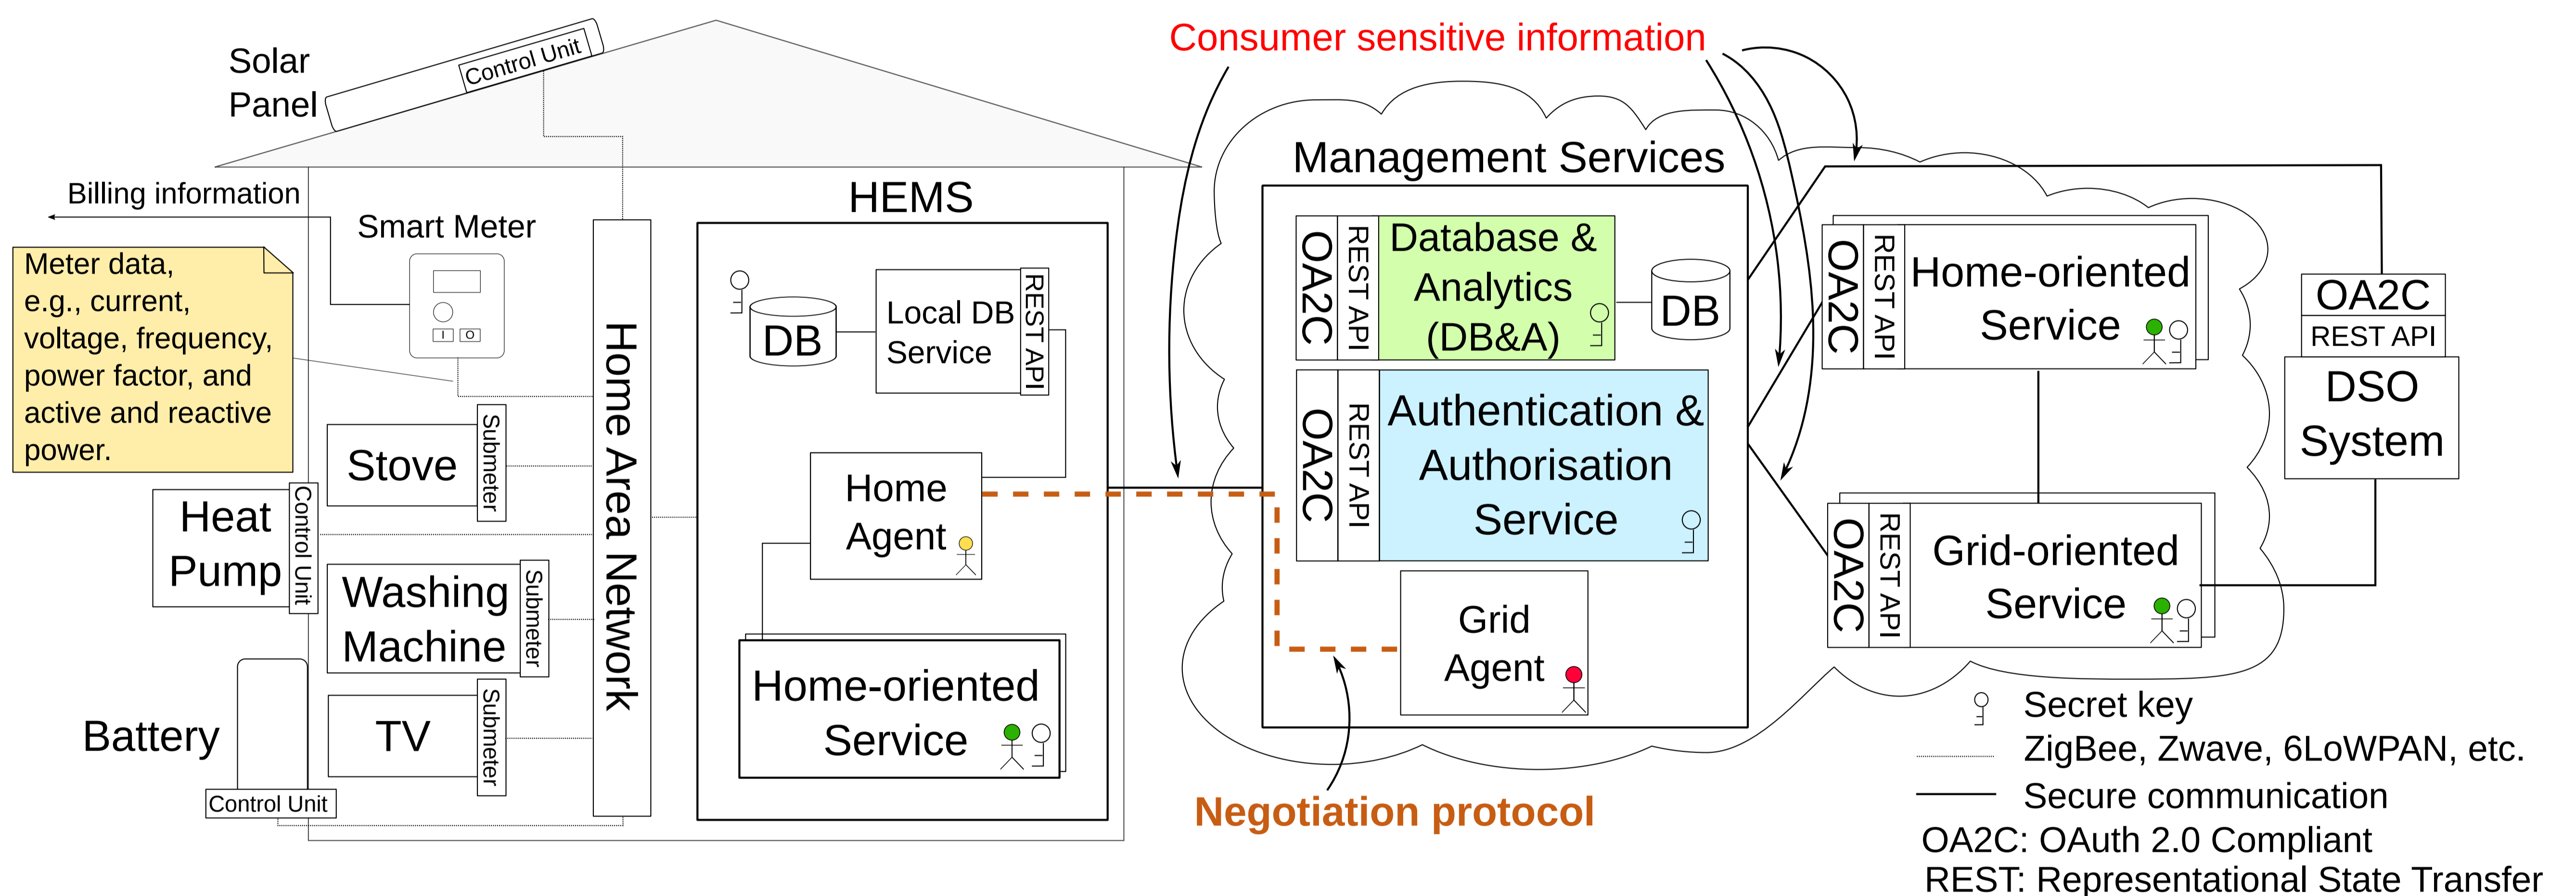 Solar
Panel
Control Unit
Consumer sensitive information
Billing information
Smart Meter
I
O
Meter data,
e.g., current,
voltage, frequency,
power factor, and
active and reactive
power.
Stove
Submeter
Heat
Pump
Control Unit
Washing
Machine
Submeter
TV
Submeter
Battery
Control Unit
Home Area Network
HEMS
DB
Local DB
Service
REST API
Home
Agent
Home-oriented
Service
Management Services
OA2C
REST API
Database &
Analytics
(DB&A)
DB
OA2C
REST API
Authentication &
Authorisation
Service
Grid
Agent
Negotiation protocol
OA2C
REST API
Home-oriented
Service
OA2C
REST API
Grid-oriented
Service
OA2C
REST API
DSO
System
Secret key
ZigBee, Zwave, 6LoWPAN, etc.
Secure communication
OA2C: OAuth 2.0 Compliant
REST: Representational State Transfer